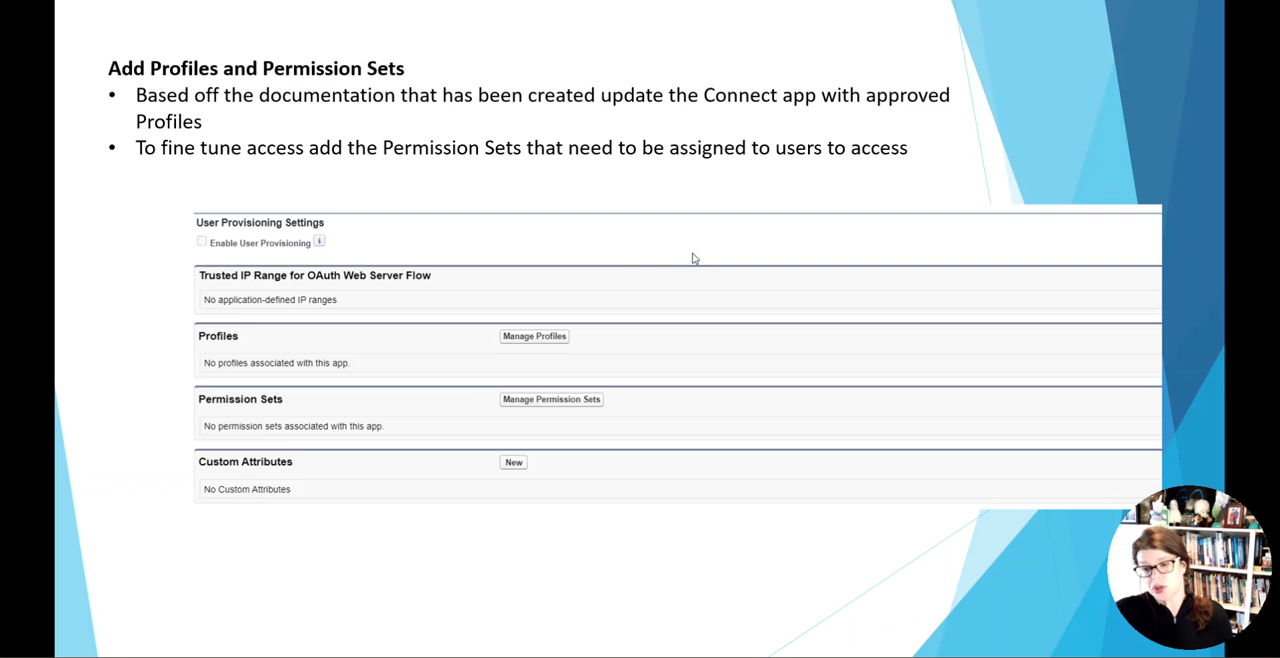 Add Profiles and Permission Sets
• Based off the documentation that has been created update the Connect app with approved
Profiles
• To fine tune access add the Permission Sets that need to be assigned to users to access
User Provisioning Settings
Enable User Provisioning i
Trusted IP Range for OAuth Web Server Flow
No application-defined IP ranges
Profiles Manage Profiles
No profiles associated with this app.
Permission Sets Manage Permission Sets
No permission sets associated with this app.
Custom Attributes New
No Custom Attributes